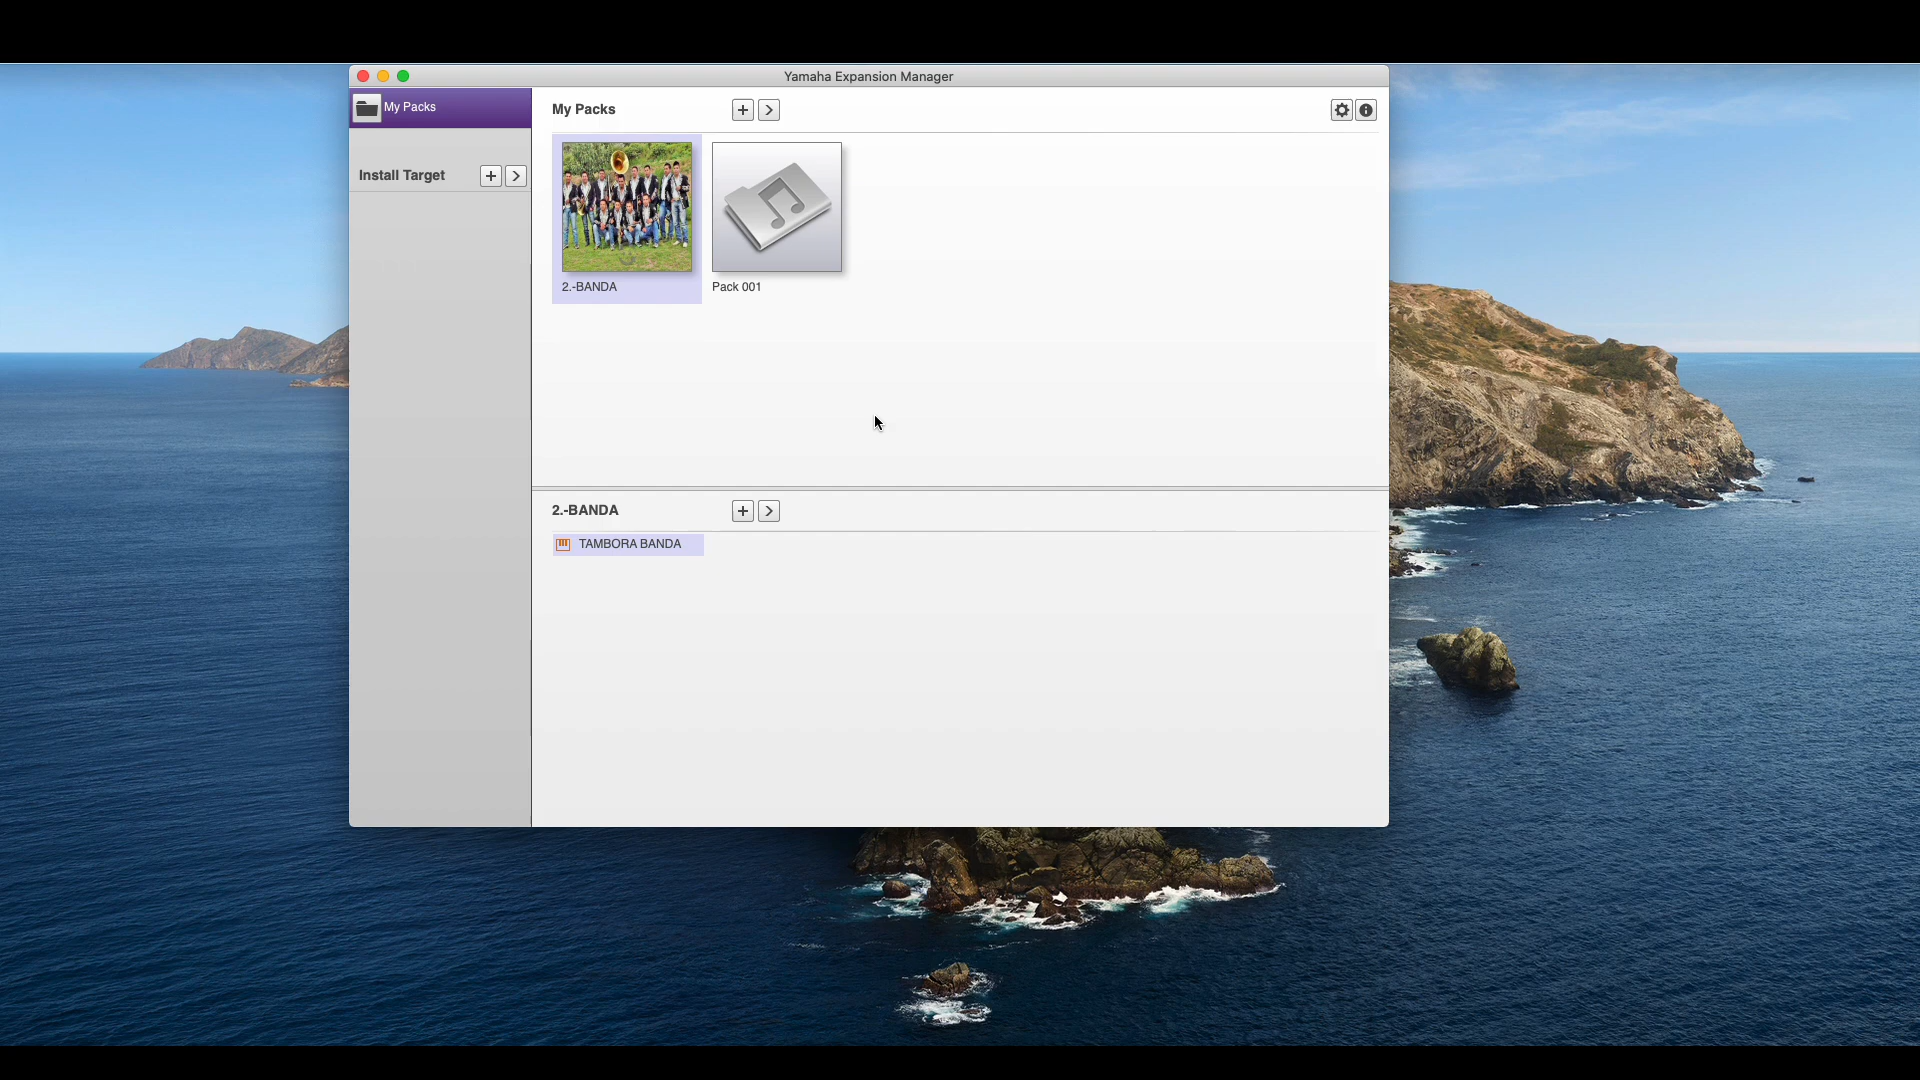 Yamaha Expansion Manager
My Packs
My Packs
Install Target
2.-BANDA
Pack 001
2.-BANDA
TAMBORA BANDA